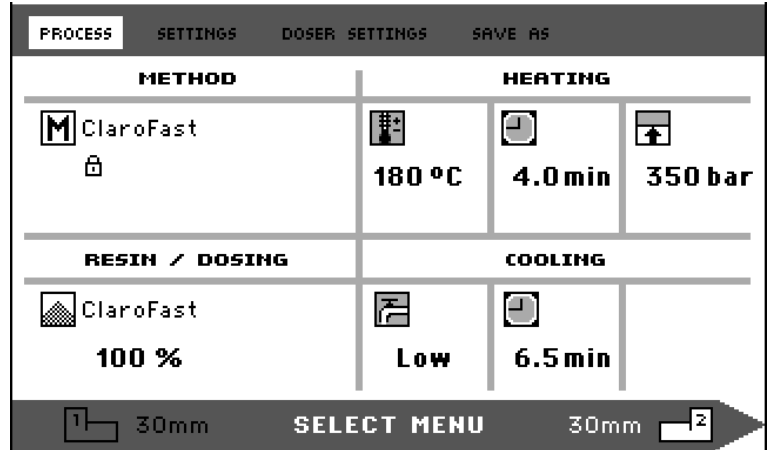 PROCESS SETTINGS DOSER SETTINGS SAVE AS
METHOD HEATING
M ClaroFast
180 ºC 4.0 min 350 bar
RESIN / DOSING COOLING
ClaroFast
100 % Low 6.5 min
1 30mm SELECT MENU 30mm 2